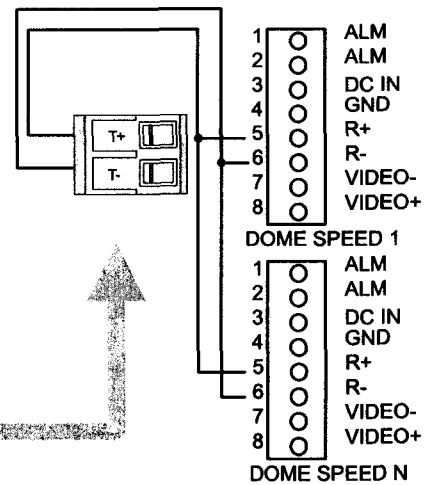 T+
T-
1 ALM
2 ALM
3 DC IN
4 GND
5 R+
6 R-
7 VIDEO-
8 VIDEO+
DOME SPEED 1
1 ALM
2 ALM
3 DC IN
4 GND
5 R+
6 R-
7 VIDEO-
8 VIDEO+
DOME SPEED N